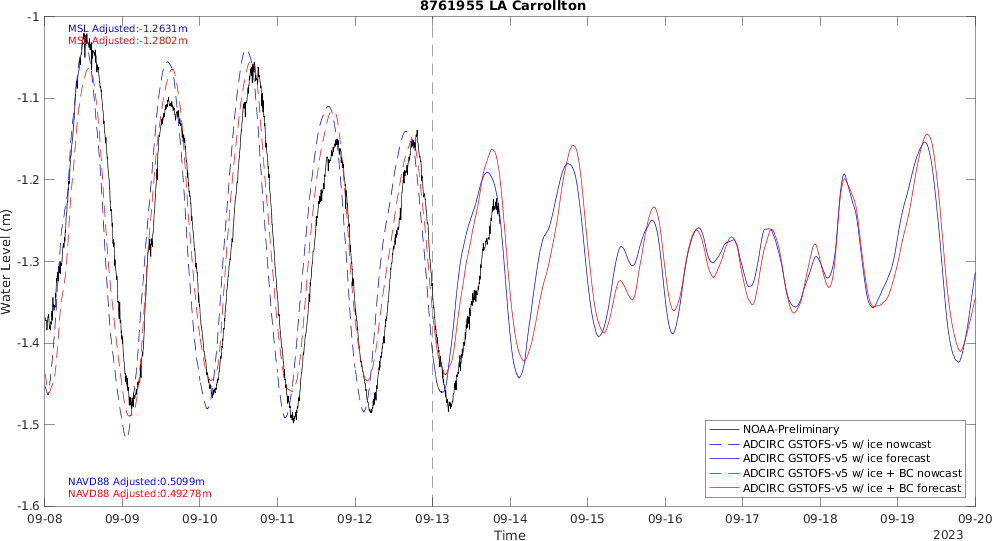 8761955 LA Carrollton
MSL Adjusted:-1.2631m
MSL Adjusted:-1.2802m
-1
-1.1
-1.2
-1.3
-1.4
-1.5
-1.6
Water Level (m)
NOAA-Preliminary
ADCIRC GSTOFS-v5 w/ ice nowcast
ADCIRC GSTOFS-v5 w/ ice forecast
ADCIRC GSTOFS-v5 w/ ice + BC nowcast
ADCIRC GSTOFS-v5 w/ ice + BC forecast
NAVD88 Adjusted:0.5099m
NAVD88 Adjusted:0.49278m
09-08 09-09 09-10 09-11 09-12 09-13 09-14 09-15 09-16 09-17 09-18 09-19 09-20
Time
2023